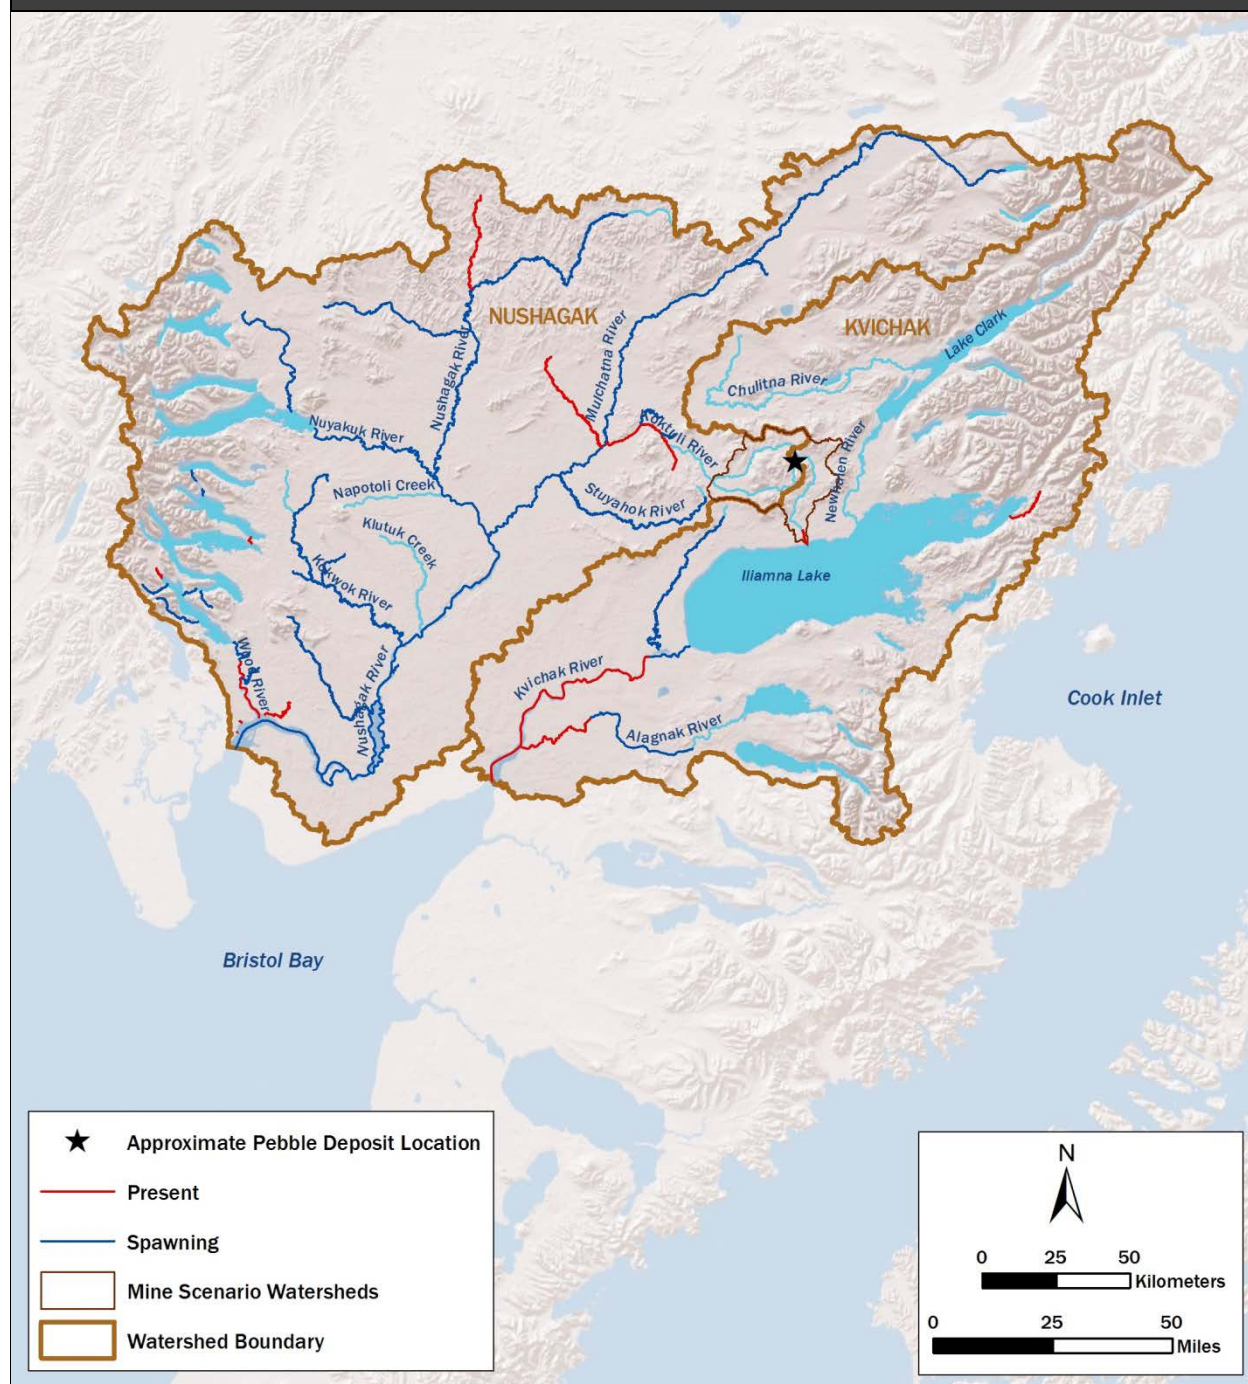 NUSHAGAK
KVICHAK
Lake Clark
Mulchatna River
Nushagak River
Chulitna River
Koktuli River
Nuyakuk River
Newhalen River
Napotoli Creek
Stuyahok River
Klutuk Creek
Iliamna Lake
Kokwok River
Wood River
Kvichak River
Nushagak River
Alagnak River
Cook Inlet
Bristol Bay
Approximate Pebble Deposit Location
Present
Spawning
Mine Scenario Watersheds
Watershed Boundary
N
0 25 50
Kilometers
0 25 50
Miles